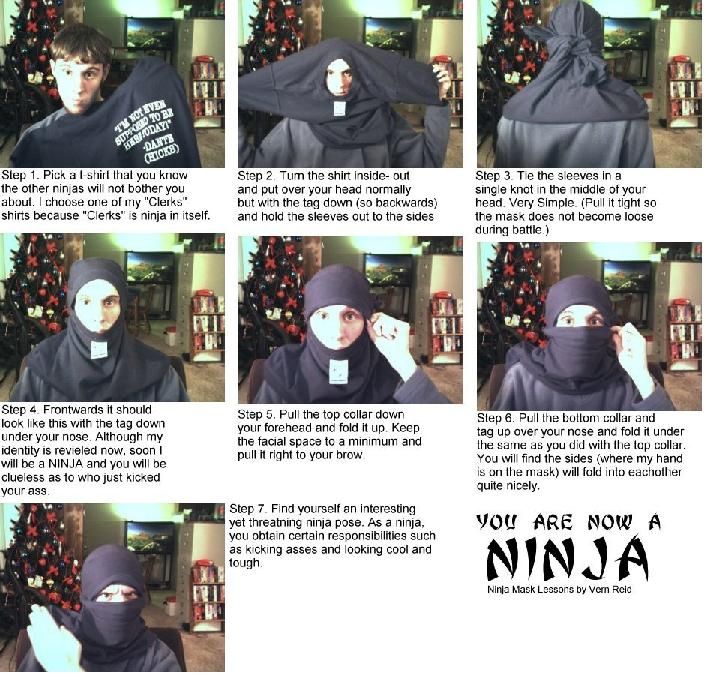 "I'M NOT EVEN
SUPPOSED TO BE
HERE TODAY!"
-DANTE
(HICKS)
Step 1. Pick a t-shirt that you know
the other ninjas will not bother you
about. I choose one of my "Clerks"
shirts because "Clerks" is ninja in itself.
Step 2. Turn the shirt inside- out
and put over your head normally
but with the tag down (so backwards)
and hold the sleeves out to the sides
Step 3. Tie the sleeves in a
single knot in the middle of your
head. Very Simple. (Pull it tight so
the mask does not become loose
during battle.)
Step 4. Frontwards it should
look like this with the tag down
under your nose. Although my
identity is revieled now, soon I
will be a NINJA and you will be
clueless as to who just kicked
your ass.
Step 5. Pull the top collar down
your forehead and fold it up. Keep
the facial space to a minimum and
pull it right to your brow.
Step 6. Pull the bottom collar and
tag up over your nose and fold it under
the same as you did with the top collar.
You will find the sides (where my hand
is on the mask) will fold into eachother
quite nicely.
Step 7. Find yourself an interesting
yet threatning ninja pose. As a ninja,
you obtain certain responsibilities such
as kicking asses and looking cool and
tough.
YOU ARE NOW A
NINJA
Ninja Mask Lessons by Vern Reid